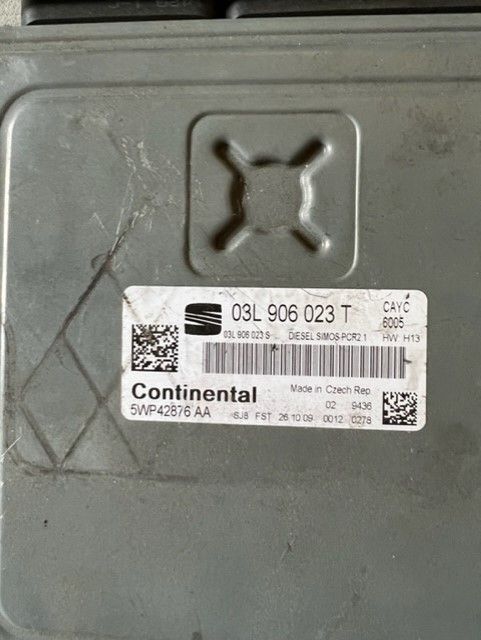 03L 906 023 T
CAYC
6005
03L 906 023 S DIESEL SIMOS-PCR2.1 HW: H13
Continental
Made in Czech Rep.
5WP42876 AA
02 9436
SJ8 FST 26.10.09 0012 0278